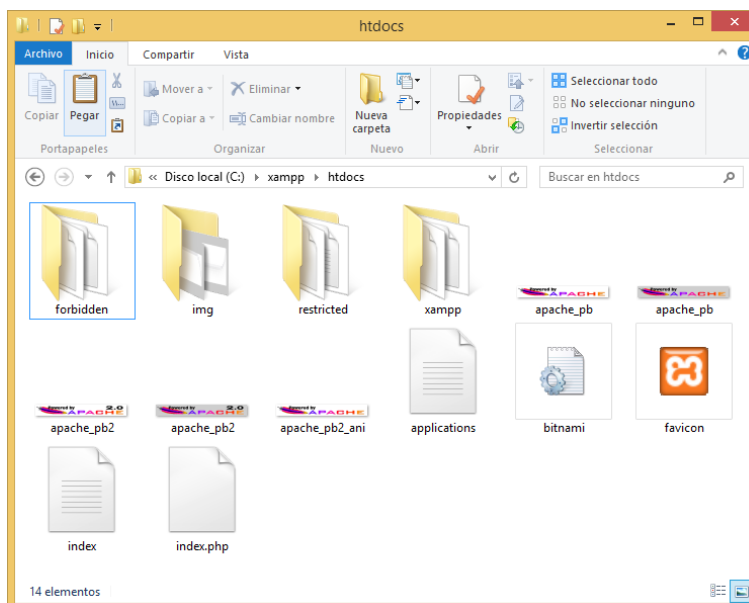 htdocs
Archivo Inicio Compartir Vista
Copiar Pegar
Mover a
Copiar a
Eliminar
Cambiar nombre
Nueva
carpeta
Propiedades
Seleccionar todo
No seleccionar ninguno
Invertir selección
Portapapeles Organizar Nuevo Abrir Seleccionar
« Disco local (C:) xampp htdocs
Buscar en htdocs
forbidden img restricted xampp apache_pb apache_pb
apache_pb2 apache_pb2 apache_pb2_ani applications bitnami favicon
index index.php
14 elementos